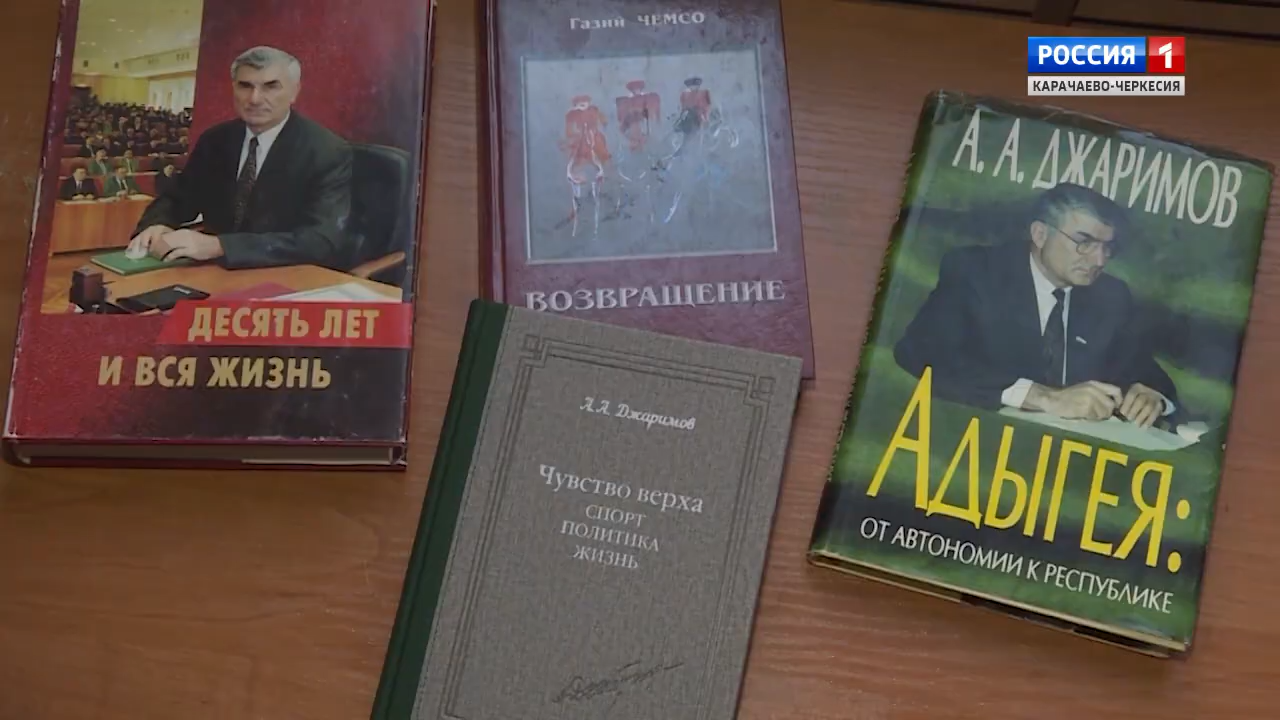 РОССИЯ 1
КАРАЧАЕВО-ЧЕРКЕСИЯ
ДЕСЯТЬ ЛЕТ
И ВСЯ ЖИЗНЬ
Газий ЧЕМСО
ВОЗВРАЩЕНИЕ
А. А. Джаримов
Чувство верха
СПОРТ
ПОЛИТИКА
ЖИЗНЬ
А. А. ДЖАРИМОВ
АДЫГЕЯ:
ОТ АВТОНОМИИ К РЕСПУБЛИКЕ